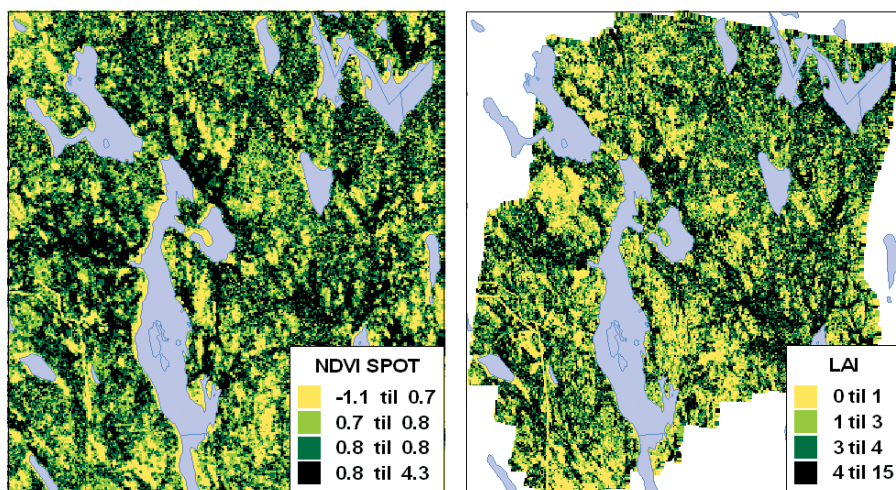 NDVI SPOT
-1.1 til 0.7
0.7 til 0.8
0.8 til 0.8
0.8 til 4.3
LAI
0 til 1
1 til 3
3 til 4
4 til 15